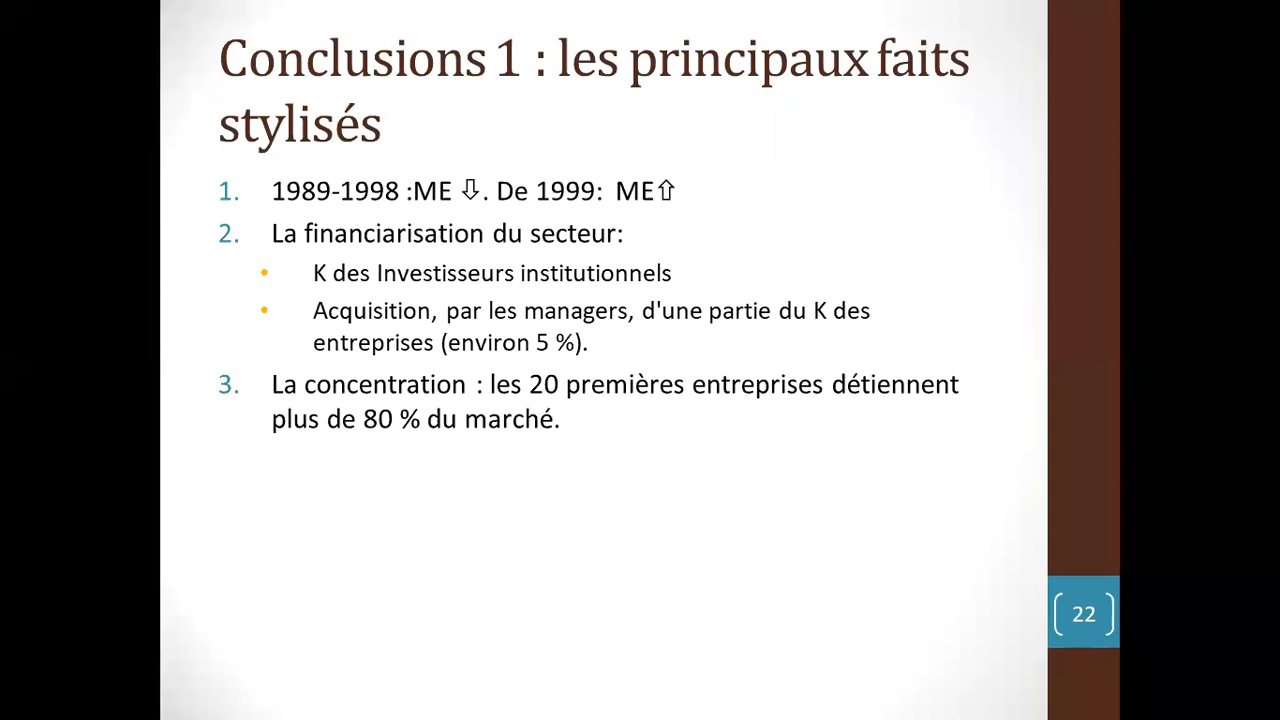 Conclusions 1 : les principaux faits
stylisés
1. 1989-1998 :ME ⇩. De 1999: ME⇧
2. La financiarisation du secteur:
• K des Investisseurs institutionnels
• Acquisition, par les managers, d'une partie du K des
entreprises (environ 5 %).
3. La concentration : les 20 premières entreprises détiennent
plus de 80 % du marché.
22